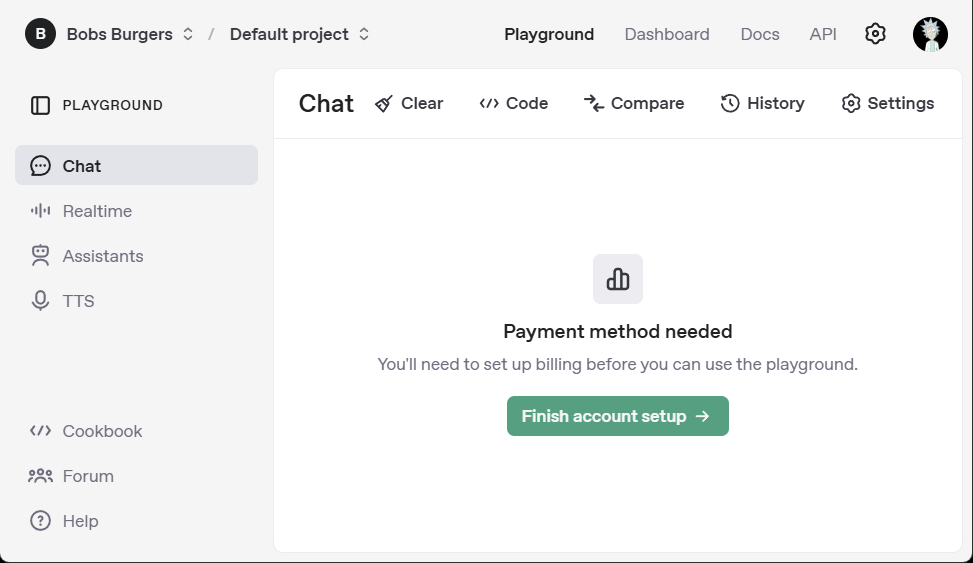 B Bobs Burgers / Default project Playground Dashboard Docs API
PLAYGROUND
Chat
Realtime
Assistants
TTS
Cookbook
Forum
Help
Chat Clear Code Compare History Settings
Payment method needed
You'll need to set up billing before you can use the playground.
Finish account setup →